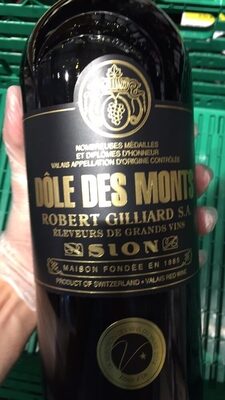 NOMBREUSES MÉDAILLES
ET DIPLOMES D'HONNEUR
VALAIS APPELLATION D'ORIGINE CONTRÔLÉE
DÔLE DES MONTS
ROBERT GILLIARD S.A.
ÉLEVEURS DE GRANDS VINS
SION
MAISON FONDÉE EN 1885
PRODUCT OF SWITZERLAND - VALAIS RED WINE